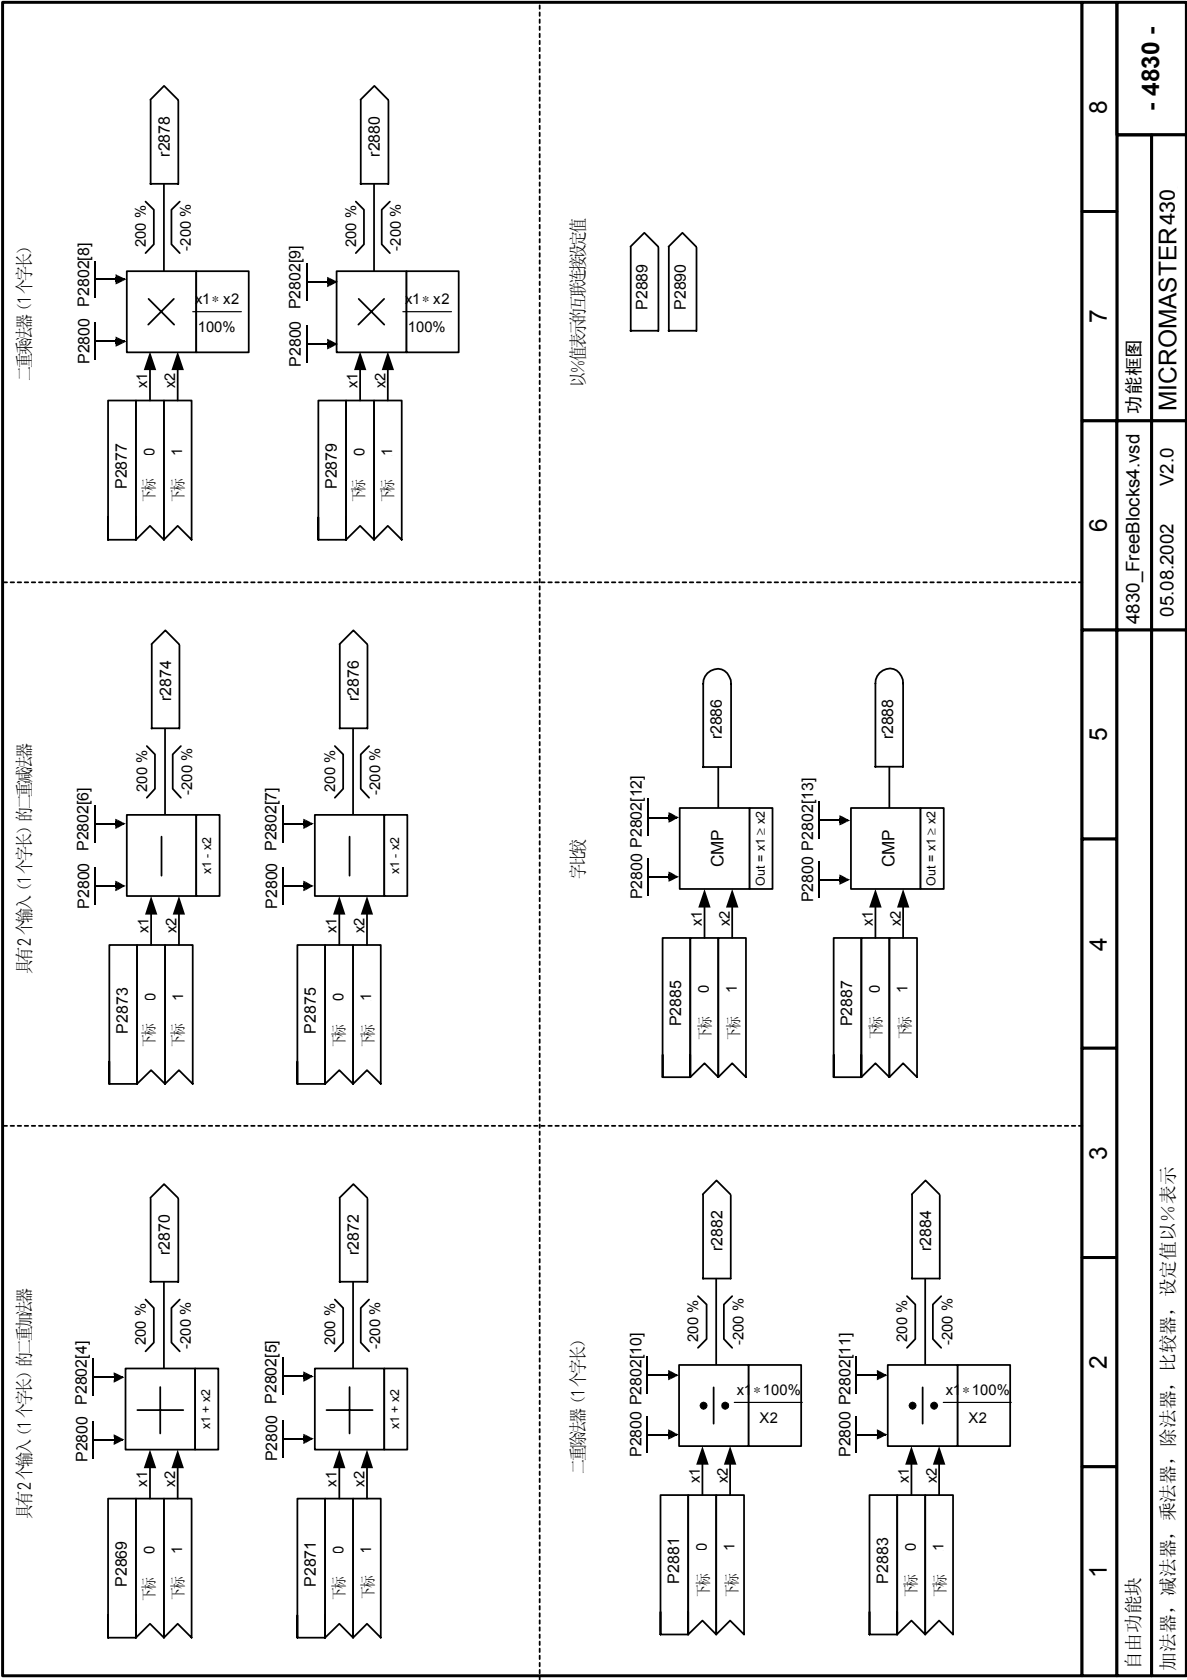 具有2个输入 (1个字长) 的二重加法器
P2800 P2802[4]
P2869
下标 0
下标 1
x1
x2
x1 + x2
200 %
-200 %
r2870
P2800 P2802[5]
P2871
下标 0
下标 1
x1
x2
x1 + x2
200 %
-200 %
r2872
具有2个输入 (1个字长) 的二重减法器
P2800 P2802[6]
P2873
下标 0
下标 1
x1
x2
x1 - x2
200 %
-200 %
r2874
P2800 P2802[7]
P2875
下标 0
下标 1
x1
x2
x1 - x2
200 %
-200 %
r2876
二重乘法器 (1个字长)
P2800 P2802[8]
P2877
下标 0
下标 1
x1
x2
x1* x2
100%
200 %
-200 %
r2878
P2800 P2802[9]
P2879
下标 0
下标 1
x1
x2
x1* x2
100%
200 %
-200 %
r2880
二重除法器 (1个字长)
P2800 P2802[10]
P2881
下标 0
下标 1
x1
x2
x1*100%
X2
200 %
-200 %
r2882
P2800 P2802[11]
P2883
下标 0
下标 1
x1
x2
x1*100%
X2
200 %
-200 %
r2884
字比较
P2800 P2802[12]
P2885
下标 0
下标 1
x1
x2
CMP
Out = x1 ≥ x2
r2886
P2800 P2802[13]
P2887
下标 0
下标 1
x1
x2
CMP
Out = x1 ≥ x2
r2888
以%值表示的互联连接设定值
P2889
P2890
1 2 3 4 5 6 7 8
自由功能块 4830_FreeBlocks4.vsd 功能框图 - 4830 -
加法器，减法器，乘法器，除法器，比较器，设定值以%表示 05.08.2002 V2.0 MICROMASTER430